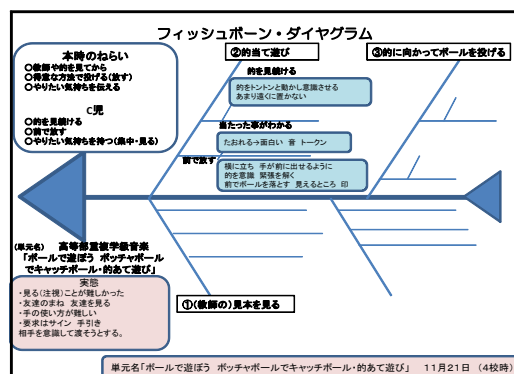 フィッシュボーン・ダイヤグラム
本時のねらい
○教師や的を見てから
○得意な方法で投げる(放す)
○やりたい気持ちを伝える
C児
○的を見続ける
○前で放す
○やりたい気持ちを持つ(集中・見る)
②的当て遊び
③的に向かってボールを投げる
的を見続ける
的をトントンと動かし意識させる
あまり遠くに置かない
当たった事がわかる
たおれる→面白い 音 トークン
前で放す
横に立ち 手が前に出せるように
的を意識 緊張を解く
前でボールを落とす 見えるところ 印
(単元名) 高等部重複学級音楽
「ボールで遊ぼう ボッチャボール
でキャッチボール・的あて遊び」
実態
・見る(注視)ことが難しかった
・友達のまね 友達を見る
・手の使い方が難しい
・要求はサイン 手引き
相手を意識して渡そうとする。
①(教師の)見本を見る
単元名「ボールで遊ぼう ボッチャボールでキャッチボール・的あて遊び」 11月21日 (4校時)